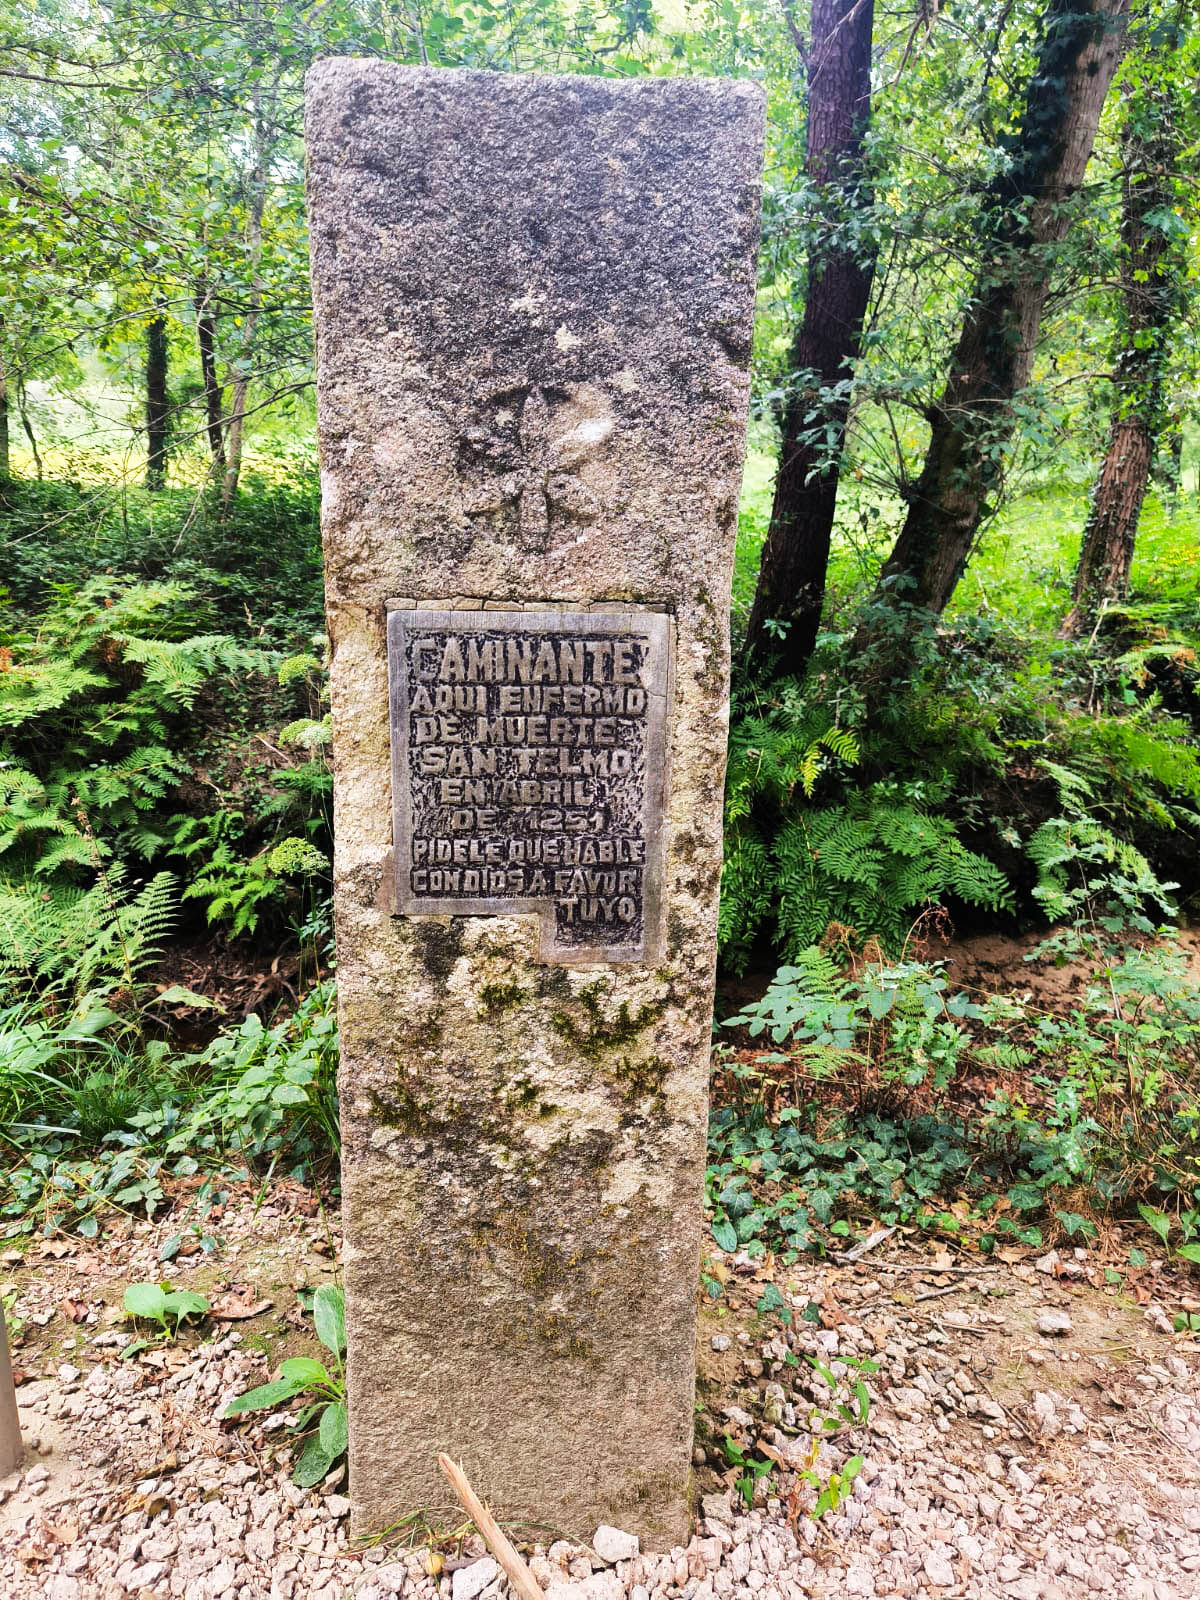 CAMINANTE
AQUI ENFERMO
DE MUERTE
SAN TELMO
EN ABRIL
DE 1251
PIDELE QUE HABLE
CON DIOS A FAVOR
TUYO